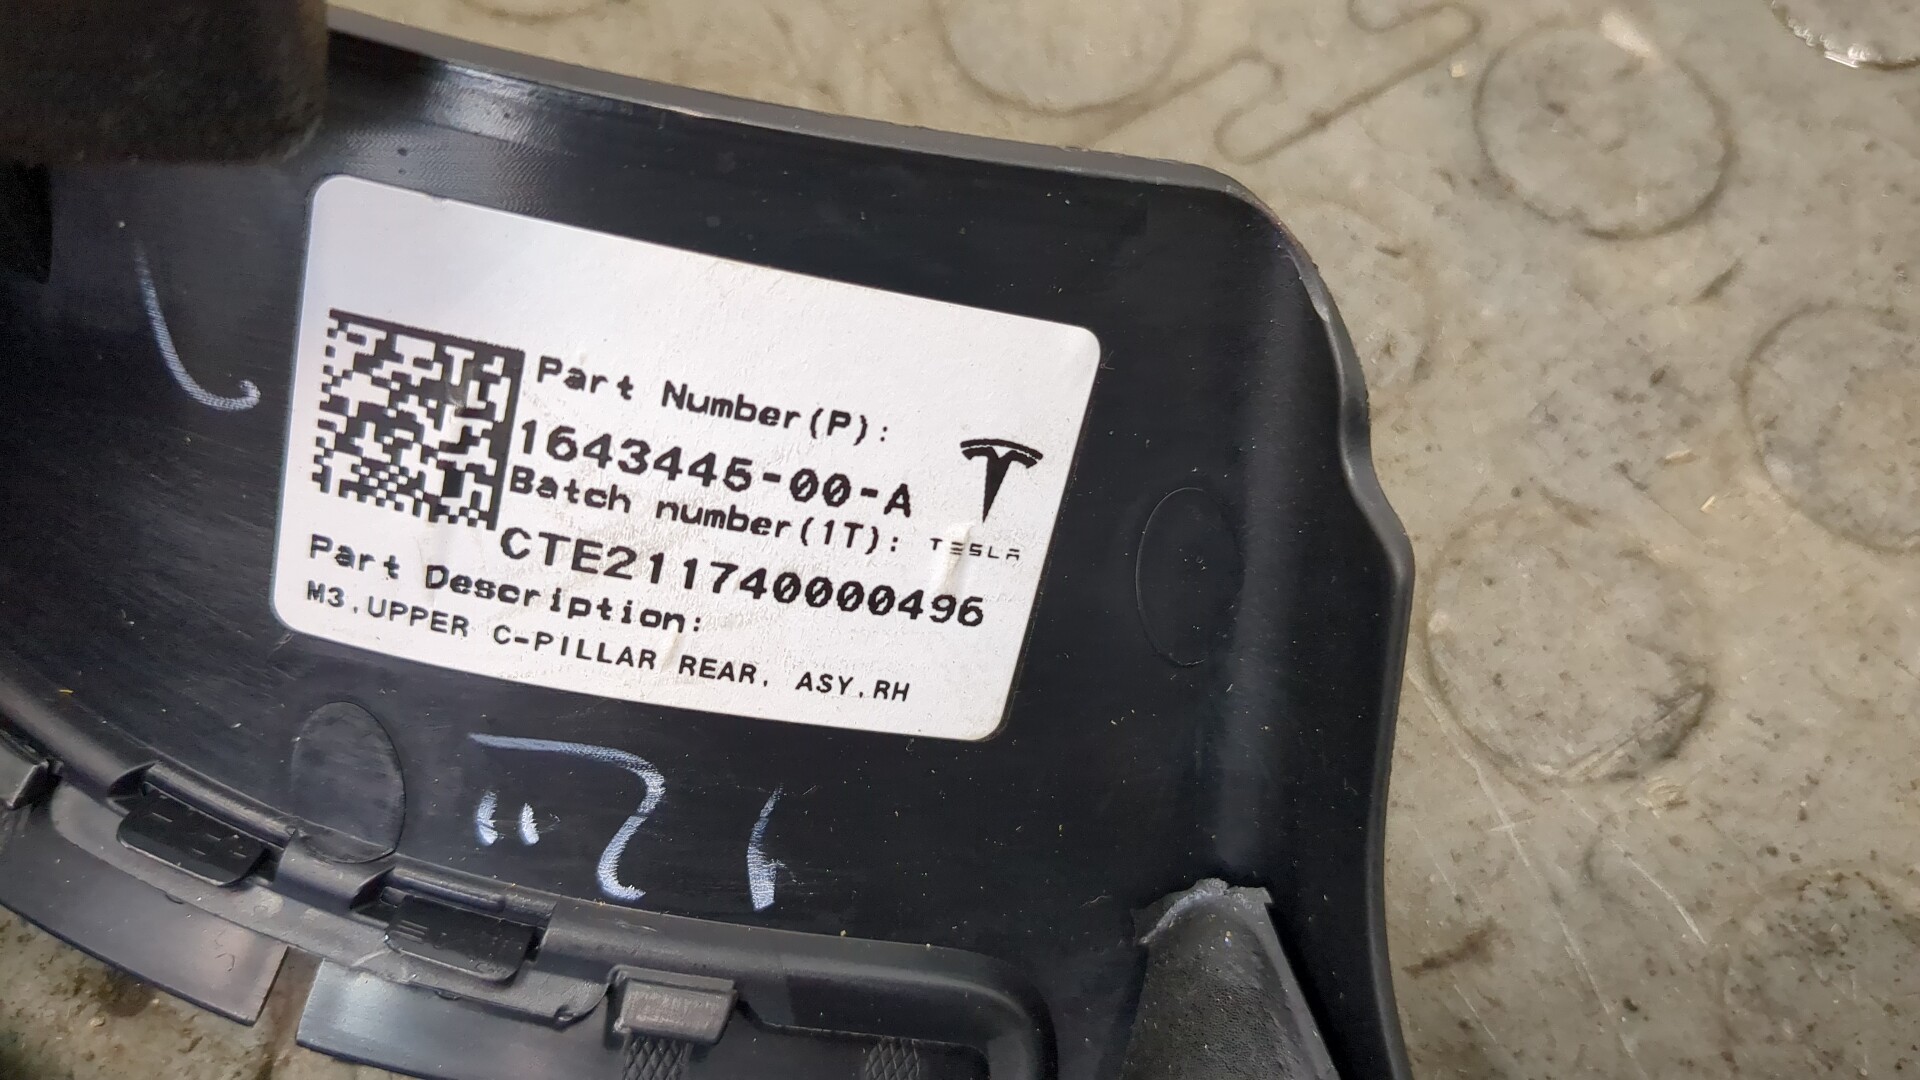 Part Number(P):
1643445-00-A
Batch number(1T):
TESLA
CTE211740000496
Part Description:
M3.UPPER C-PILLAR REAR. ASY.RH